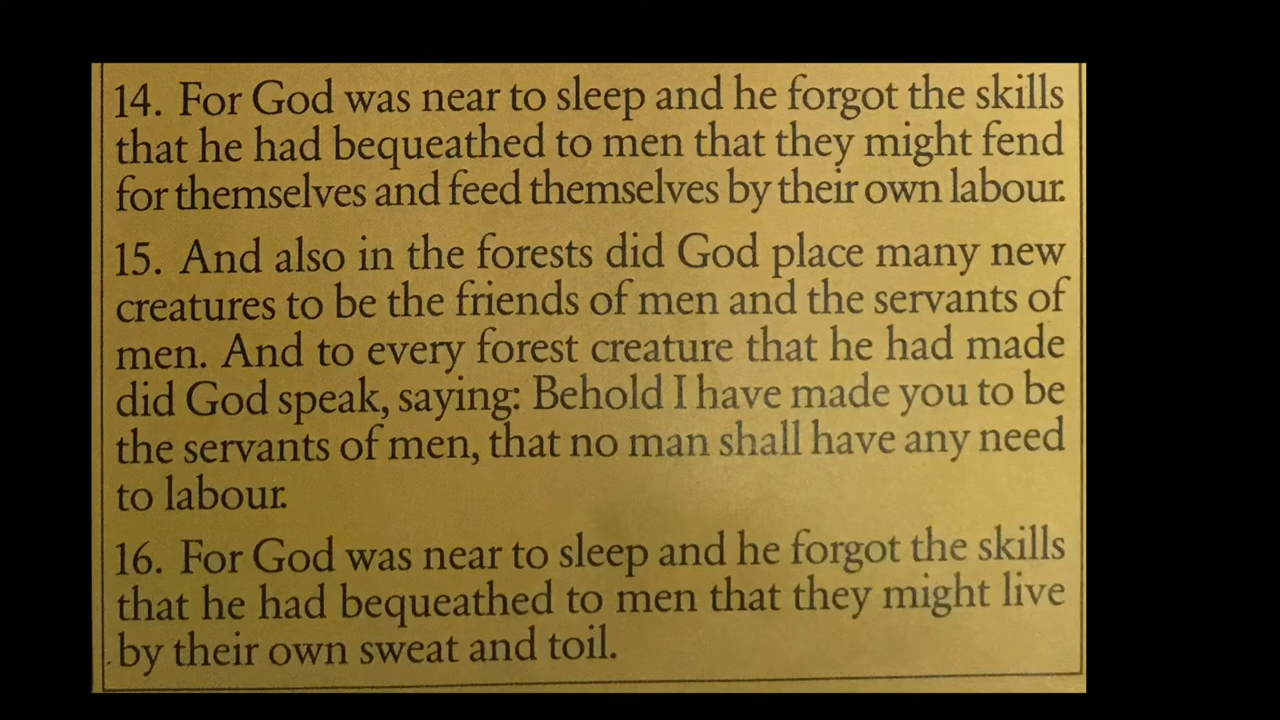 14. For God was near to sleep and he forgot the skills
that he had bequeathed to men that they might fend
for themselves and feed themselves by their own labour.
15. And also in the forests did God place many new
creatures to be the friends of men and the servants of
men. And to every forest creature that he had made
did God speak, saying: Behold I have made you to be
the servants of men, that no man shall have any need
to labour.
16. For God was near to sleep and he forgot the skills
that he had bequeathed to men that they might live
by their own sweat and toil.